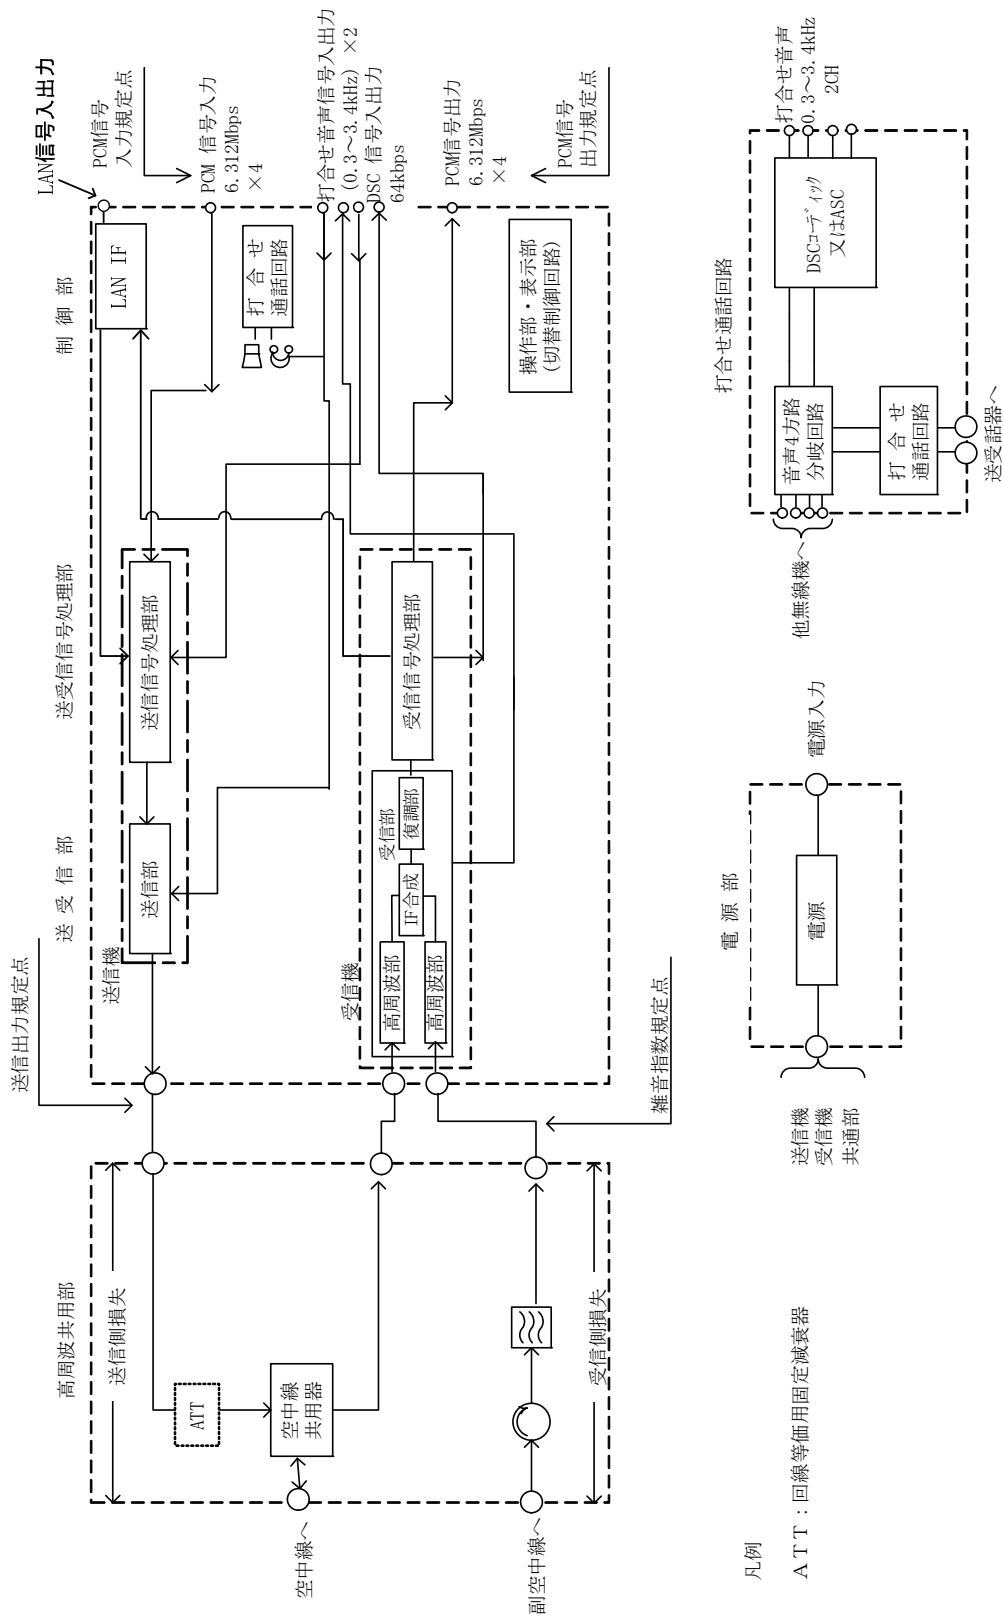 高周波共用部
送信側損失
ATT
空中線
共用器
空中線へ
副空中線へ
受信側損失
送信出力規定点
雑音指数規定点
送 受 信 部
送信機
送信部
受信機
高周波部
高周波部
IF合成
受信部
復調部
送受信信号処理部
送信信号処理部
受信信号処理部
制 御 部
LAN IF
打 合 せ
通話回路
操作部・表示部
(切替制御回路)
LAN信号入出力
PCM信号
入力規定点
PCM 信号入力
6.312Mbps
×4
打合せ音声信号入出力
(0.3～3.4kHz) ×2
DSC 信号入出力
64kbps
PCM信号出力
6.312Mbps
×4
PCM信号
出力規定点
凡例
ATT：回線等価用固定減衰器
電 源 部
送信機
受信機
共通部
電源
電源入力
打合せ通話回路
他無線機へ
音声4方路
分岐回路
打 合 せ
通話回路
送受話器へ
DSCコーディック
又はASC
打合せ音声
0.3～3.4kHz
2CH